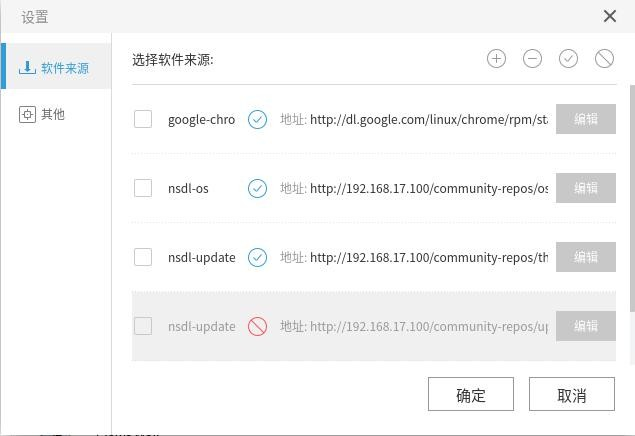 设置
软件来源
其他
选择软件来源:
google-chro 地址: http://dl.google.com/linux/chrome/rpm/sta 编辑
nsdl-os 地址: http://192.168.17.100/community-repos/os 编辑
nsdl-update 地址: http://192.168.17.100/community-repos/th 编辑
nsdl-update 地址: http://192.168.17.100/community-repos/up 编辑
确定 取消